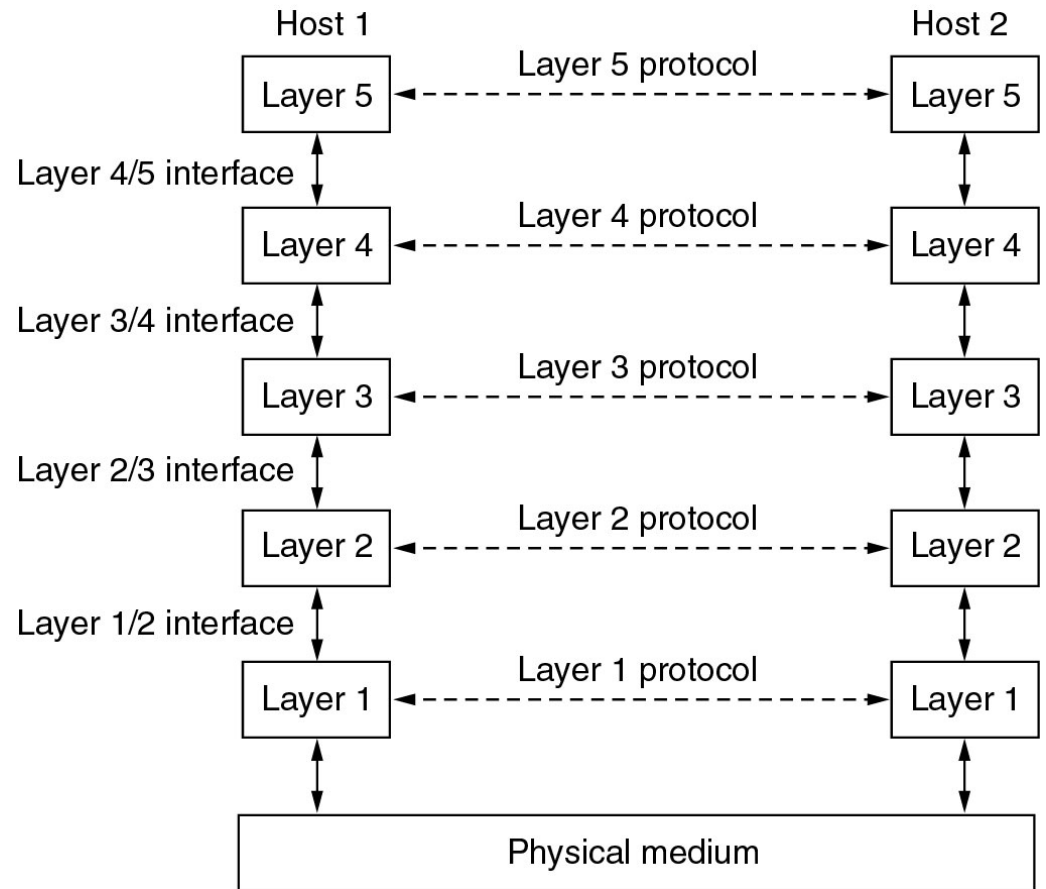 Host 1
Host 2
Layer 5 protocol
Layer 5
Layer 5
Layer 4/5 interface
Layer 4 protocol
Layer 4
Layer 4
Layer 3/4 interface
Layer 3 protocol
Layer 3
Layer 3
Layer 2/3 interface
Layer 2 protocol
Layer 2
Layer 2
Layer 1/2 interface
Layer 1 protocol
Layer 1
Layer 1
Physical medium